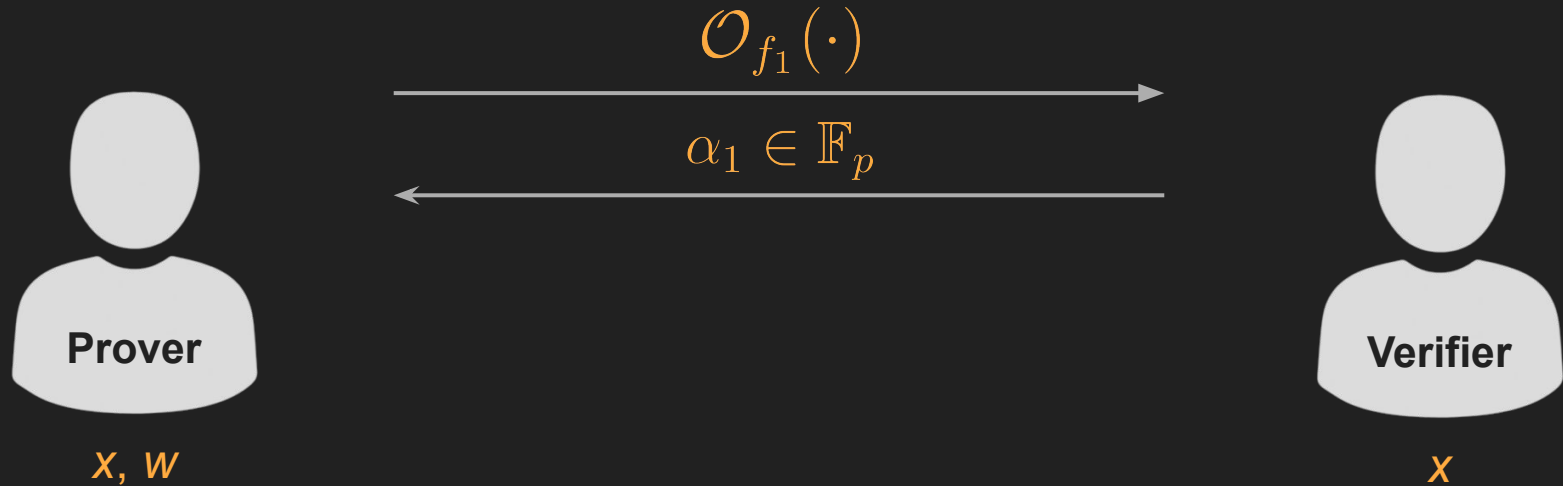 𝒪_{f_1}(·)
α_1 ∈ 𝔽_p
Prover
Verifier
x, w
x